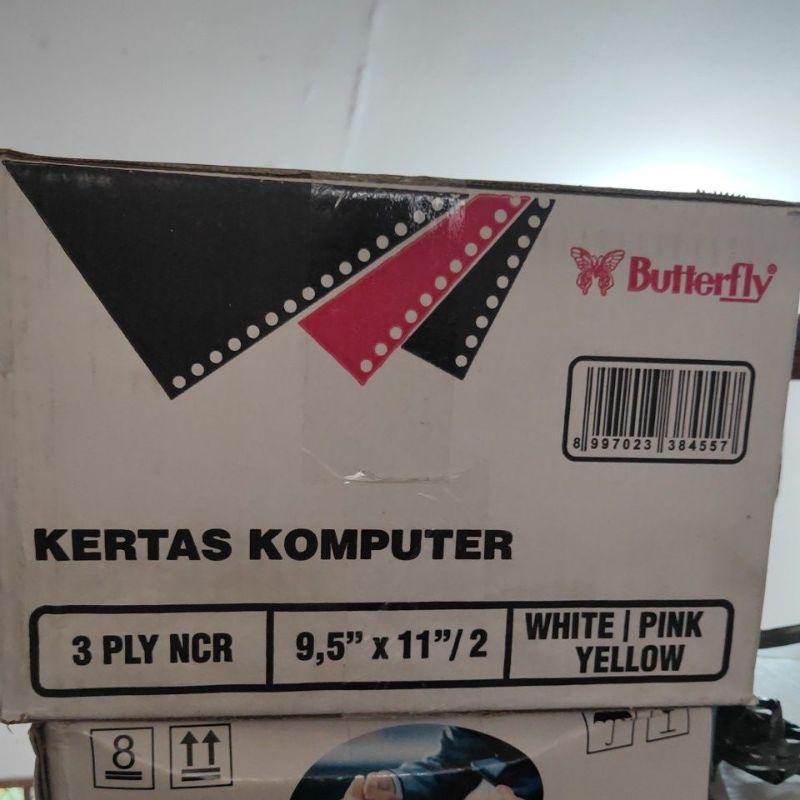 Butterfly
8 997023 384557
KERTAS KOMPUTER
3 PLY NCR
9,5” x 11”/ 2
WHITE | PINK
YELLOW
8